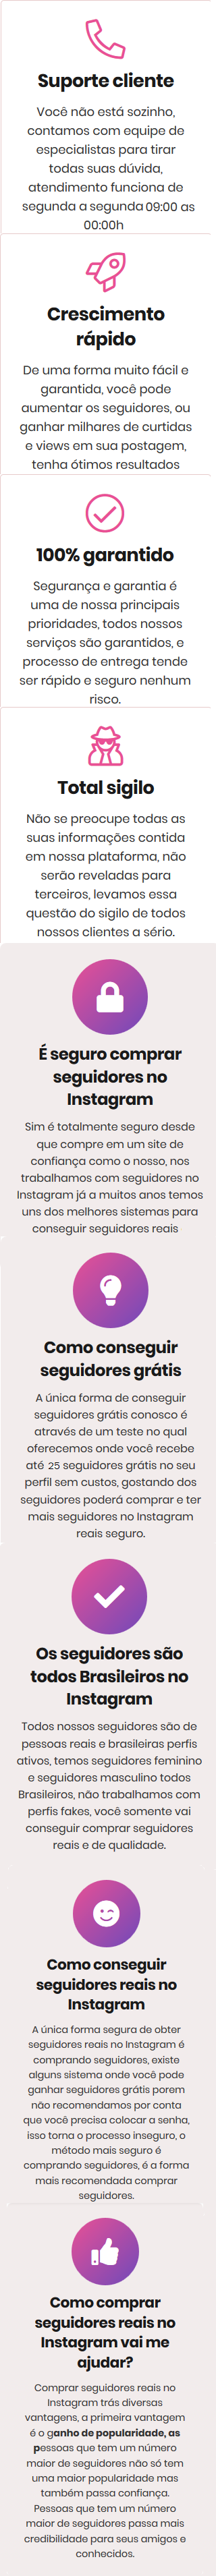 Suporte cliente
Você não está sozinho,
contamos com equipe de
especialistas para tirar
todas suas dúvida,
atendimento funciona de
segunda a segunda 09:00 as
00:00h
Crescimento
rápido
De uma forma muito fácil e
garantida, você pode
aumentar os seguidores, ou
ganhar milhares de curtidas
e views em sua postagem,
tenha ótimos resultados
100% garantido
Segurança e garantia é
uma de nossa principais
prioridades, todos nossos
serviços são garantidos, e
processo de entrega tende
ser rápido e seguro nenhum
risco.
Total sigilo
Não se preocupe todas as
suas informações contida
em nossa plataforma, não
serão reveladas para
terceiros, levamos essa
questão do sigilo de todos
nossos clientes a sério.
É seguro comprar
seguidores no
Instagram
Sim é totalmente seguro desde
que compre em um site de
confiança como o nosso, nos
trabalhamos com seguidores no
Instagram já a muitos anos temos
uns dos melhores sistemas para
conseguir seguidores reais
Como conseguir
seguidores grátis
A única forma de conseguir
seguidores grátis conosco é
através de um teste no qual
oferecemos onde você recebe
até 25 seguidores grátis no seu
perfil sem custos, gostando dos
seguidores poderá comprar e ter
mais seguidores no Instagram
reais seguro.
Os seguidores são
todos Brasileiros no
Instagram
Todos nossos seguidores são de
pessoas reais e brasileiras perfis
ativos, temos seguidores feminino
e seguidores masculino todos
Brasileiros, não trabalhamos com
perfis fakes, você somente vai
conseguir comprar seguidores
reais e de qualidade.
Como conseguir
seguidores reais no
Instagram
A única forma segura de obter
seguidores reais no Instagram é
comprando seguidores, existe
alguns sistema onde você pode
ganhar seguidores grátis porem
não recomendamos por conta
que você precisa colocar a senha,
isso torna o processo inseguro, o
método mais seguro é
comprando seguidores, é a forma
mais recomendada comprar
seguidores.
Como comprar
seguidores reais no
Instagram vai me
ajudar?
Comprar seguidores reais no
Instagram trás diversas
vantagens, a primeira vantagem
é o ganho de popularidade, as
pessoas que tem um número
maior de seguidores não só tem
uma maior popularidade mas
também passa confiança.
Pessoas que tem um número
maior de seguidores passa mais
credibilidade para seus amigos e
conhecidos.